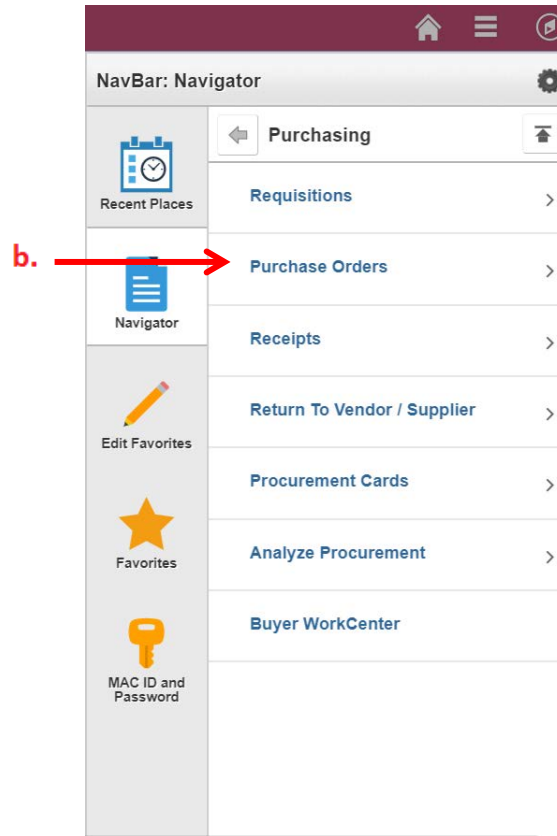 NavBar: Navigator
Purchasing
Recent Places
Requisitions
b.
Purchase Orders
Navigator
Receipts
Return To Vendor / Supplier
Edit Favorites
Procurement Cards
Analyze Procurement
Favorites
Buyer WorkCenter
MAC ID and
Password